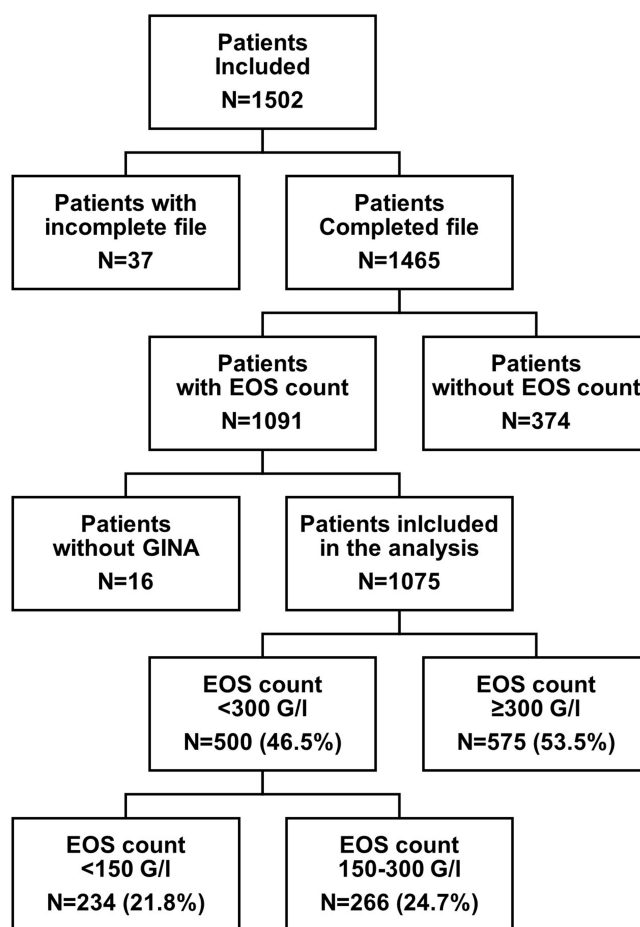 Patients
Included
N=1502
Patients with
incomplete file
N=37
Patients
Completed file
N=1465
Patients
with EOS count
N=1091
Patients
without EOS count
N=374
Patients
without GINA
N=16
Patients inlcluded
in the analysis
N=1075
EOS count
<300 G/l
N=500 (46.5%)
EOS count
≥300 G/l
N=575 (53.5%)
EOS count
<150 G/l
N=234 (21.8%)
EOS count
150-300 G/l
N=266 (24.7%)